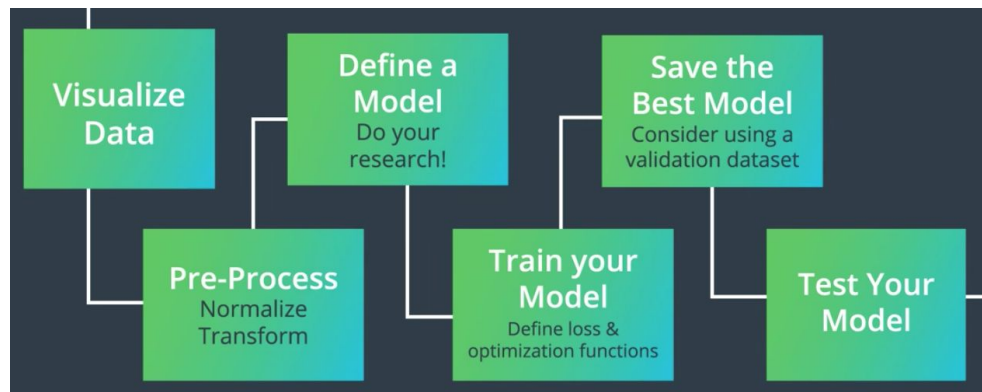 Visualize
Data
Pre-Process
Normalize
Transform
Define a
Model
Do your
research!
Train your
Model
Define loss &
optimization functions
Save the
Best Model
Consider using a
validation dataset
Test Your
Model